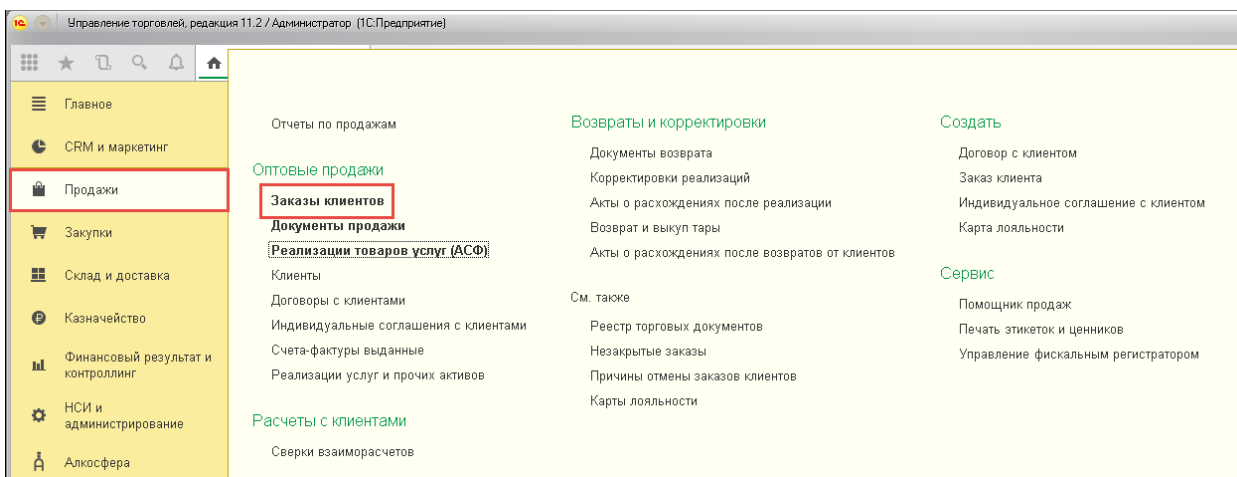 Управление торговлей, редакция 11.2 / Администратор (1С:Предприятие)
Главное
CRM и маркетинг
Продажи
Закупки
Склад и доставка
Казначейство
Финансовый результат и
контроллинг
НСИ и
администрирование
Алкосфера
Отчеты по продажам
Оптовые продажи
Заказы клиентов
Документы продажи
Реализации товаров услуг (АСФ)
Клиенты
Договоры с клиентами
Индивидуальные соглашения с клиентами
Счета-фактуры выданные
Реализации услуг и прочих активов
Расчеты с клиентами
Сверки взаиморасчетов
Возвраты и корректировки
Документы возврата
Корректировки реализаций
Акты о расхождениях после реализации
Возврат и выкуп тары
Акты о расхождениях после возвратов от клиентов
См. также
Реестр торговых документов
Незакрытые заказы
Причины отмены заказов клиентов
Карты лояльности
Создать
Договор с клиентом
Заказ клиента
Индивидуальное соглашение с клиентом
Карта лояльности
Сервис
Помощник продаж
Печать этикеток и ценников
Управление фискальным регистратором